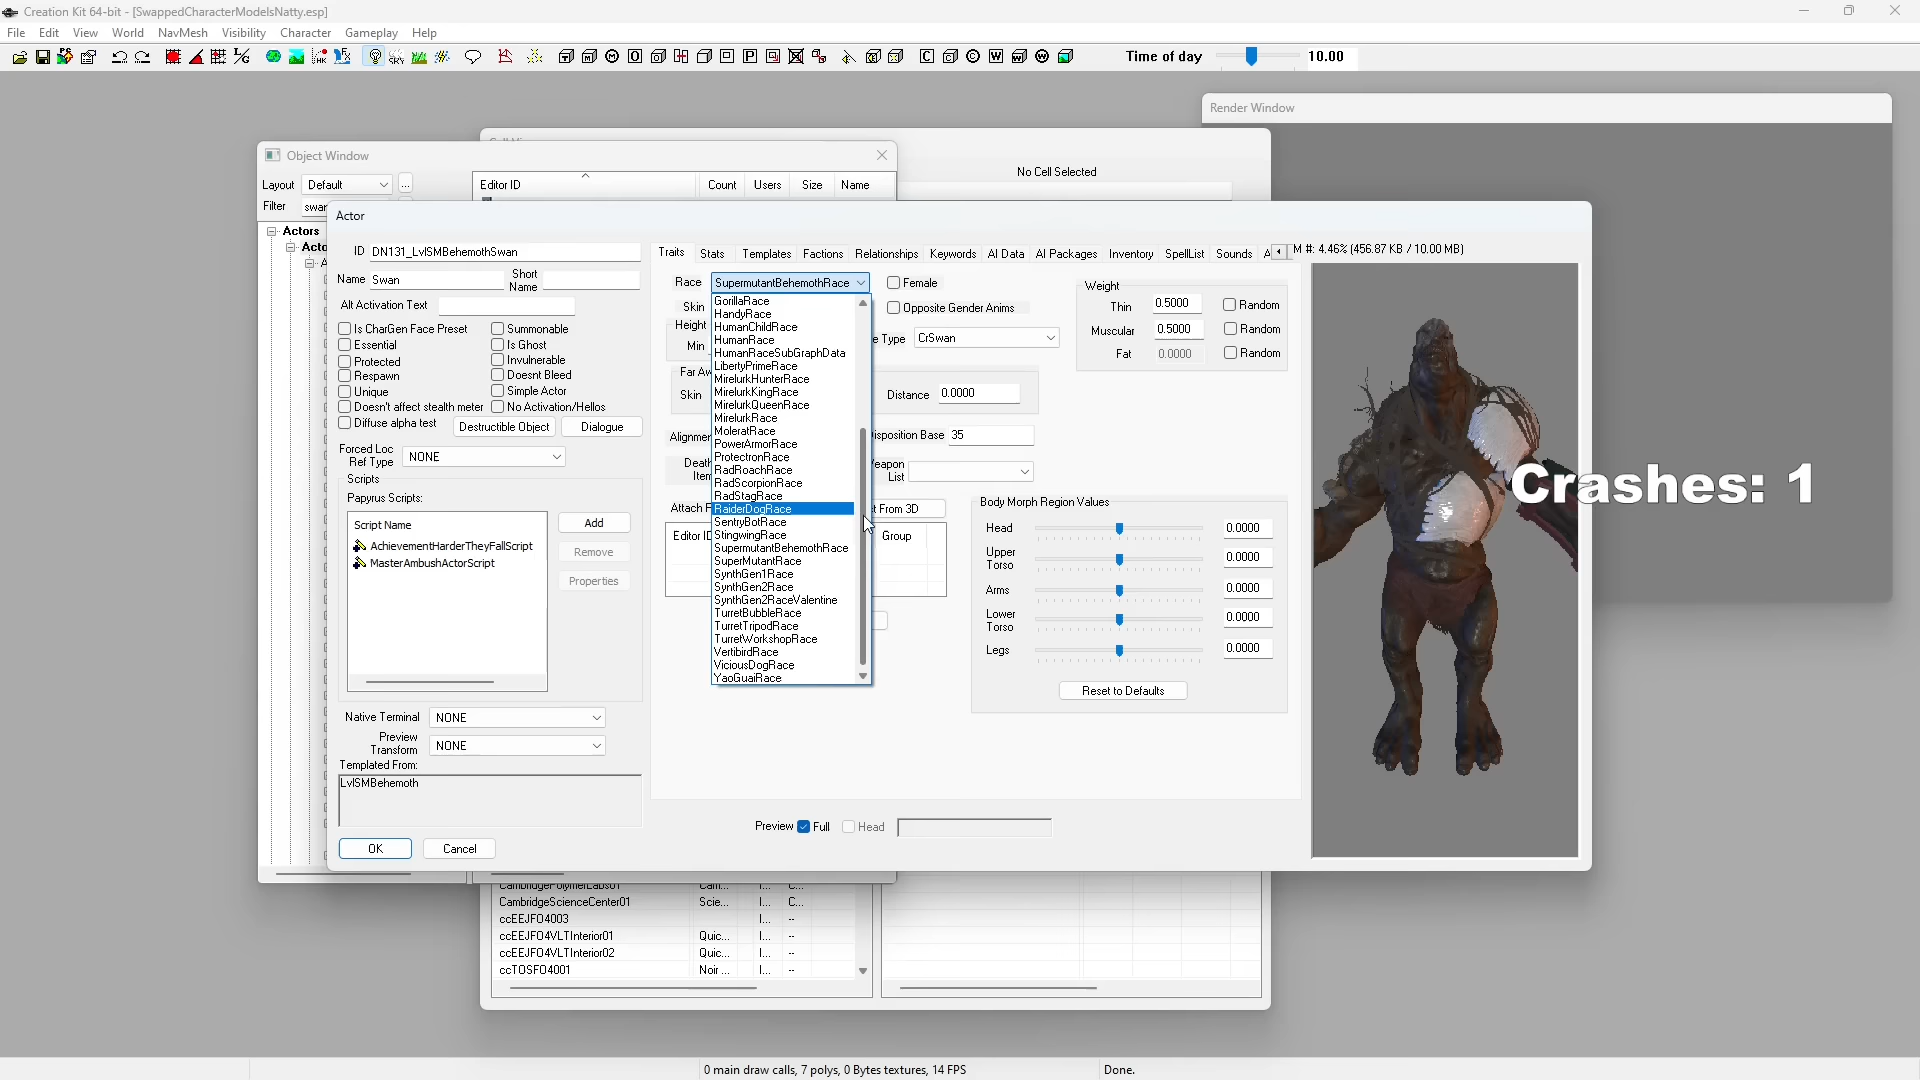 Creation Kit 64-bit - [SwappedCharacterModelsNatty.esp]
File Edit View World NavMesh Visibility Character Gameplay Help
Time of day 10.00
Render Window
Object Window
No Cell Selected
Layout Default ...
Editor ID Count Users Size Name
Filter
Actor
Actors
ID DN131_LvlSMBehemothSwan
Traits Stats Templates Factions Relationships Keywords AI Data AI Packages Inventory SpellList Sounds
M #: 4.46% (456.87 KB / 10.00 MB)
Name Swan Short Name
Race SupermutantBehemothRace Female
Weight
Alt Activation Text
Skin
Opposite Gender Anims
Thin 0.5000 Random
Height
Is CharGen Face Preset Summonable
Muscular 0.5000 Random
Essential Is Ghost
Min
Type CrSwan
Fat 0.0000 Random
Protected Invulnerable
Respawn Doesnt Bleed
Unique Simple Actor
Skin
Distance 0.0000
Doesn't affect stealth meter No Activation/Hellos
Diffuse alpha test Destructible Object Dialogue
Disposition Base 35
Forced Loc Ref Type NONE
Item
List
Scripts
Papyrus Scripts:
Script Name Add
AchievementHarderTheyFallScript Remove
MasterAmbushActorScript
Properties
GorillaRace
HandyRace
HumanChildRace
HumanRace
HumanRaceSubGraphData
LibertyPrimeRace
MirelurkHunterRace
MirelurkKingRace
MirelurkQueenRace
MirelurkRace
MoleratRace
PowerArmorRace
ProtectronRace
RadRoachRace
RadScorpionRace
RadStagRace
RaiderDogRace
SentryBotRace
StingwingRace
SupermutantBehemothRace
SuperMutantRace
SynthGen1Race
SynthGen2Race
SynthGen2RaceValentine
TurretBubbleRace
TurretTripodRace
TurretWorkshopRace
VertibirdRace
ViciousDogRace
YaoGuaiRace
Attach
From 3D
Group
Body Morph Region Values
Head 0.0000
Upper Torso 0.0000
Arms 0.0000
Lower Torso 0.0000
Legs 0.0000
Reset to Defaults
Crashes: 1
Native Terminal NONE
Preview Transform NONE
Templated From:
LvlSMBehemoth
Preview Full Head
OK Cancel
CambridgePolymerLabs01 Cam... I... C...
CambridgeScienceCenter01 Scie... I... C...
ccEEJFO4003 I... --
ccEEJFO4VLTInterior01 Quic... I... --
ccEEJFO4VLTInterior02 Quic... I... --
ccTOSFO4001 Noir ... I... --
0 main draw calls, 7 polys, 0 Bytes textures, 14 FPS
Done.